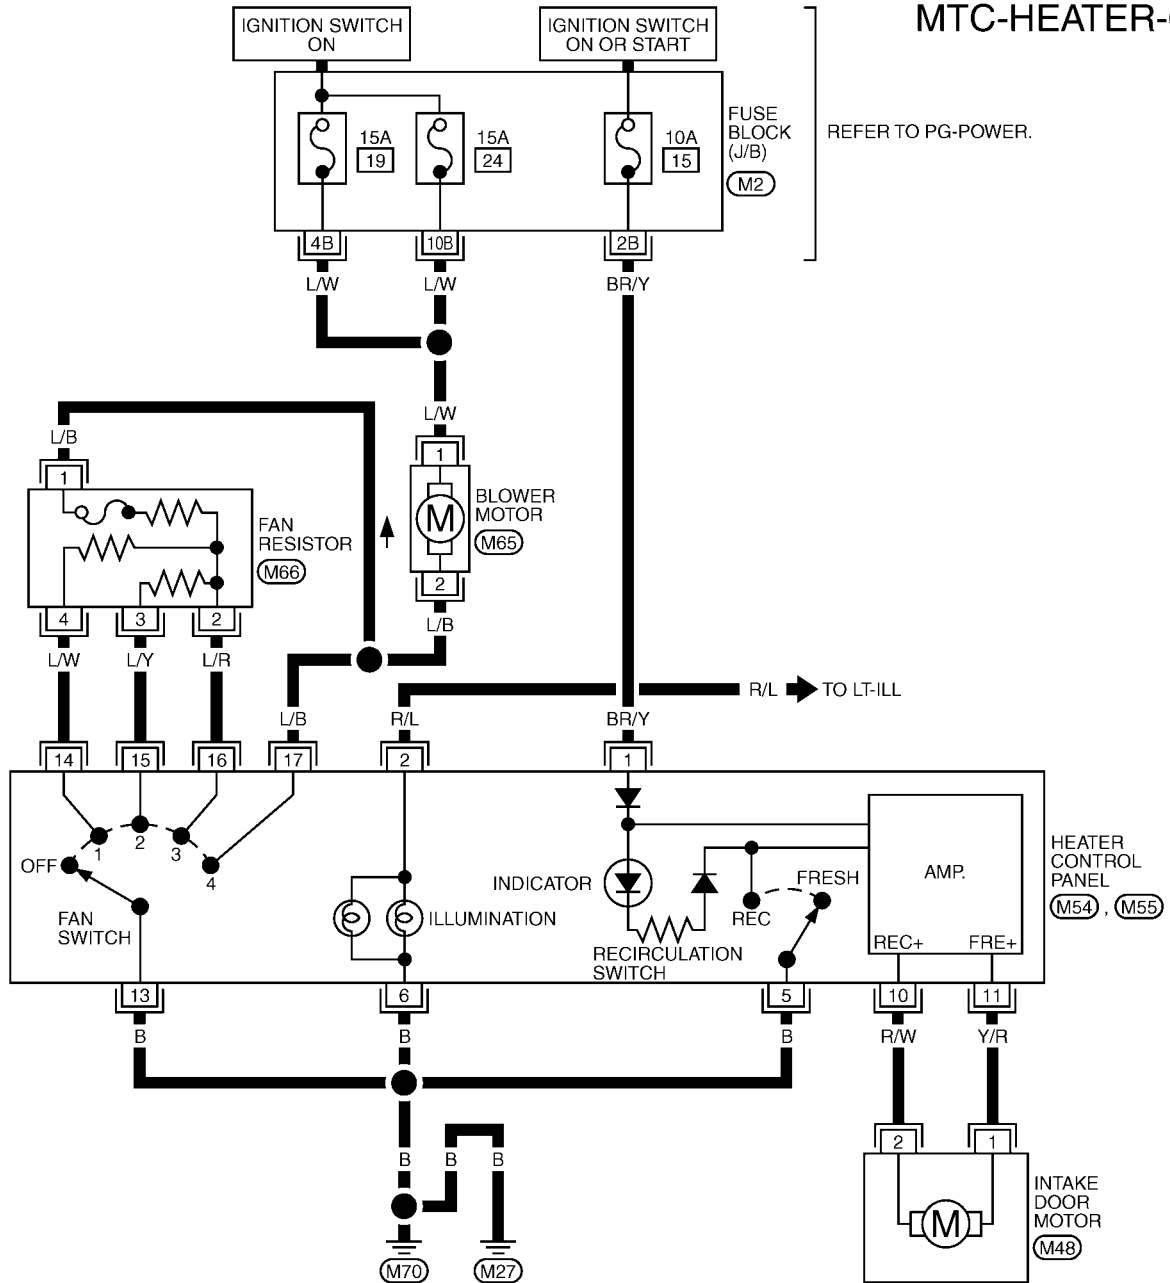 MTC-HEATER-
IGNITION SWITCH
ON
IGNITION SWITCH
ON OR START
15A
19
15A
24
10A
15
FUSE
BLOCK
(J/B)
M2
REFER TO PG-POWER.
4B
10B
2B
L/W
L/W
BR/Y
L/W
L/B
1
1
BLOWER
MOTOR
M65
M
FAN
RESISTOR
M66
2
4
3
2
L/B
L/W
L/Y
L/R
L/B
R/L
BR/Y
R/L
TO LT-ILL
14
15
16
17
2
1
OFF
1
2
3
4
FAN
SWITCH
ILLUMINATION
INDICATOR
RECIRCULATION
SWITCH
REC
FRESH
AMP.
REC+
FRE+
HEATER
CONTROL
PANEL
M54 , M55
13
6
5
10
11
B
B
B
R/W
Y/R
B
B
B
2
1
M
INTAKE
DOOR
MOTOR
M48
M70
M27